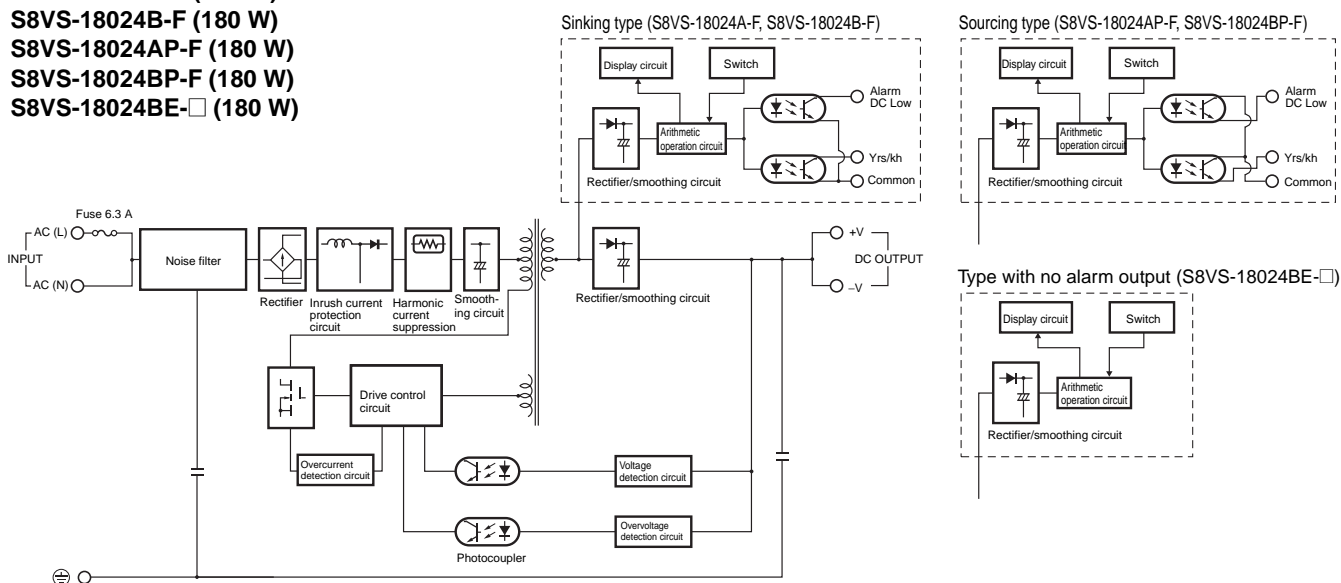 S8VS-18024B-F (180 W)
S8VS-18024AP-F (180 W)
S8VS-18024BP-F (180 W)
S8VS-18024BE-□ (180 W)
Sinking type (S8VS-18024A-F, S8VS-18024B-F)
Display circuit
Switch
Arithmetic
operation circuit
Rectifier/smoothing circuit
Alarm
DC Low
Yrs/kh
Common
Sourcing type (S8VS-18024AP-F, S8VS-18024BP-F)
Display circuit
Switch
Arithmetic
operation circuit
Rectifier/smoothing circuit
Alarm
DC Low
Yrs/kh
Common
Fuse 6.3 A
AC (L)
INPUT
AC (N)
Noise filter
Rectifier
Inrush current
protection
circuit
Harmonic
current
suppression
Smooth-
ing circuit
Rectifier/smoothing circuit
+V
DC OUTPUT
–V
Drive control
circuit
Overcurrent
detection circuit
Voltage
detection circuit
Overvoltage
detection circuit
Photocoupler
Type with no alarm output (S8VS-18024BE-□)
Display circuit
Switch
Arithmetic
operation circuit
Rectifier/smoothing circuit